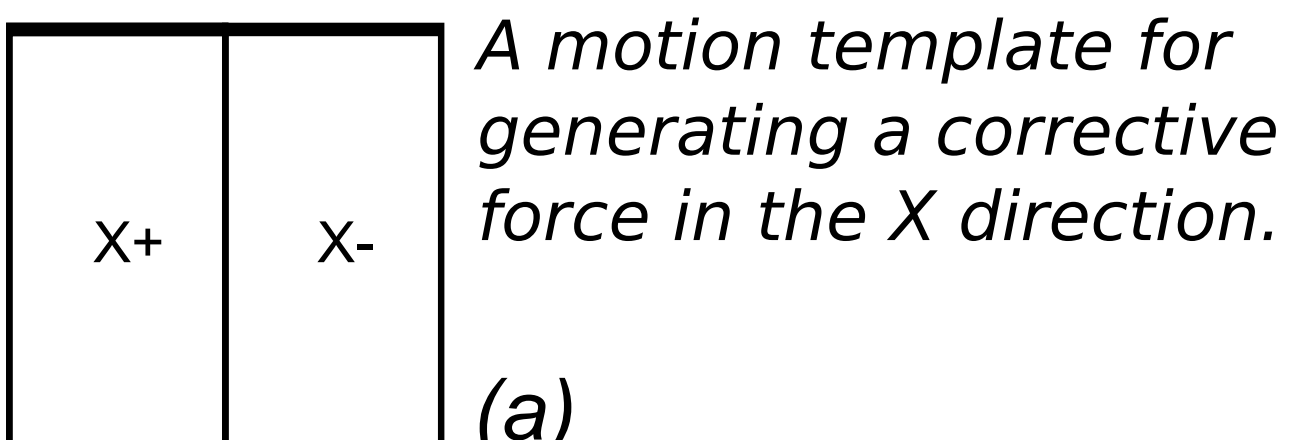 A motion template for
generating a corrective
force in the X direction.
X+ X-
(a)